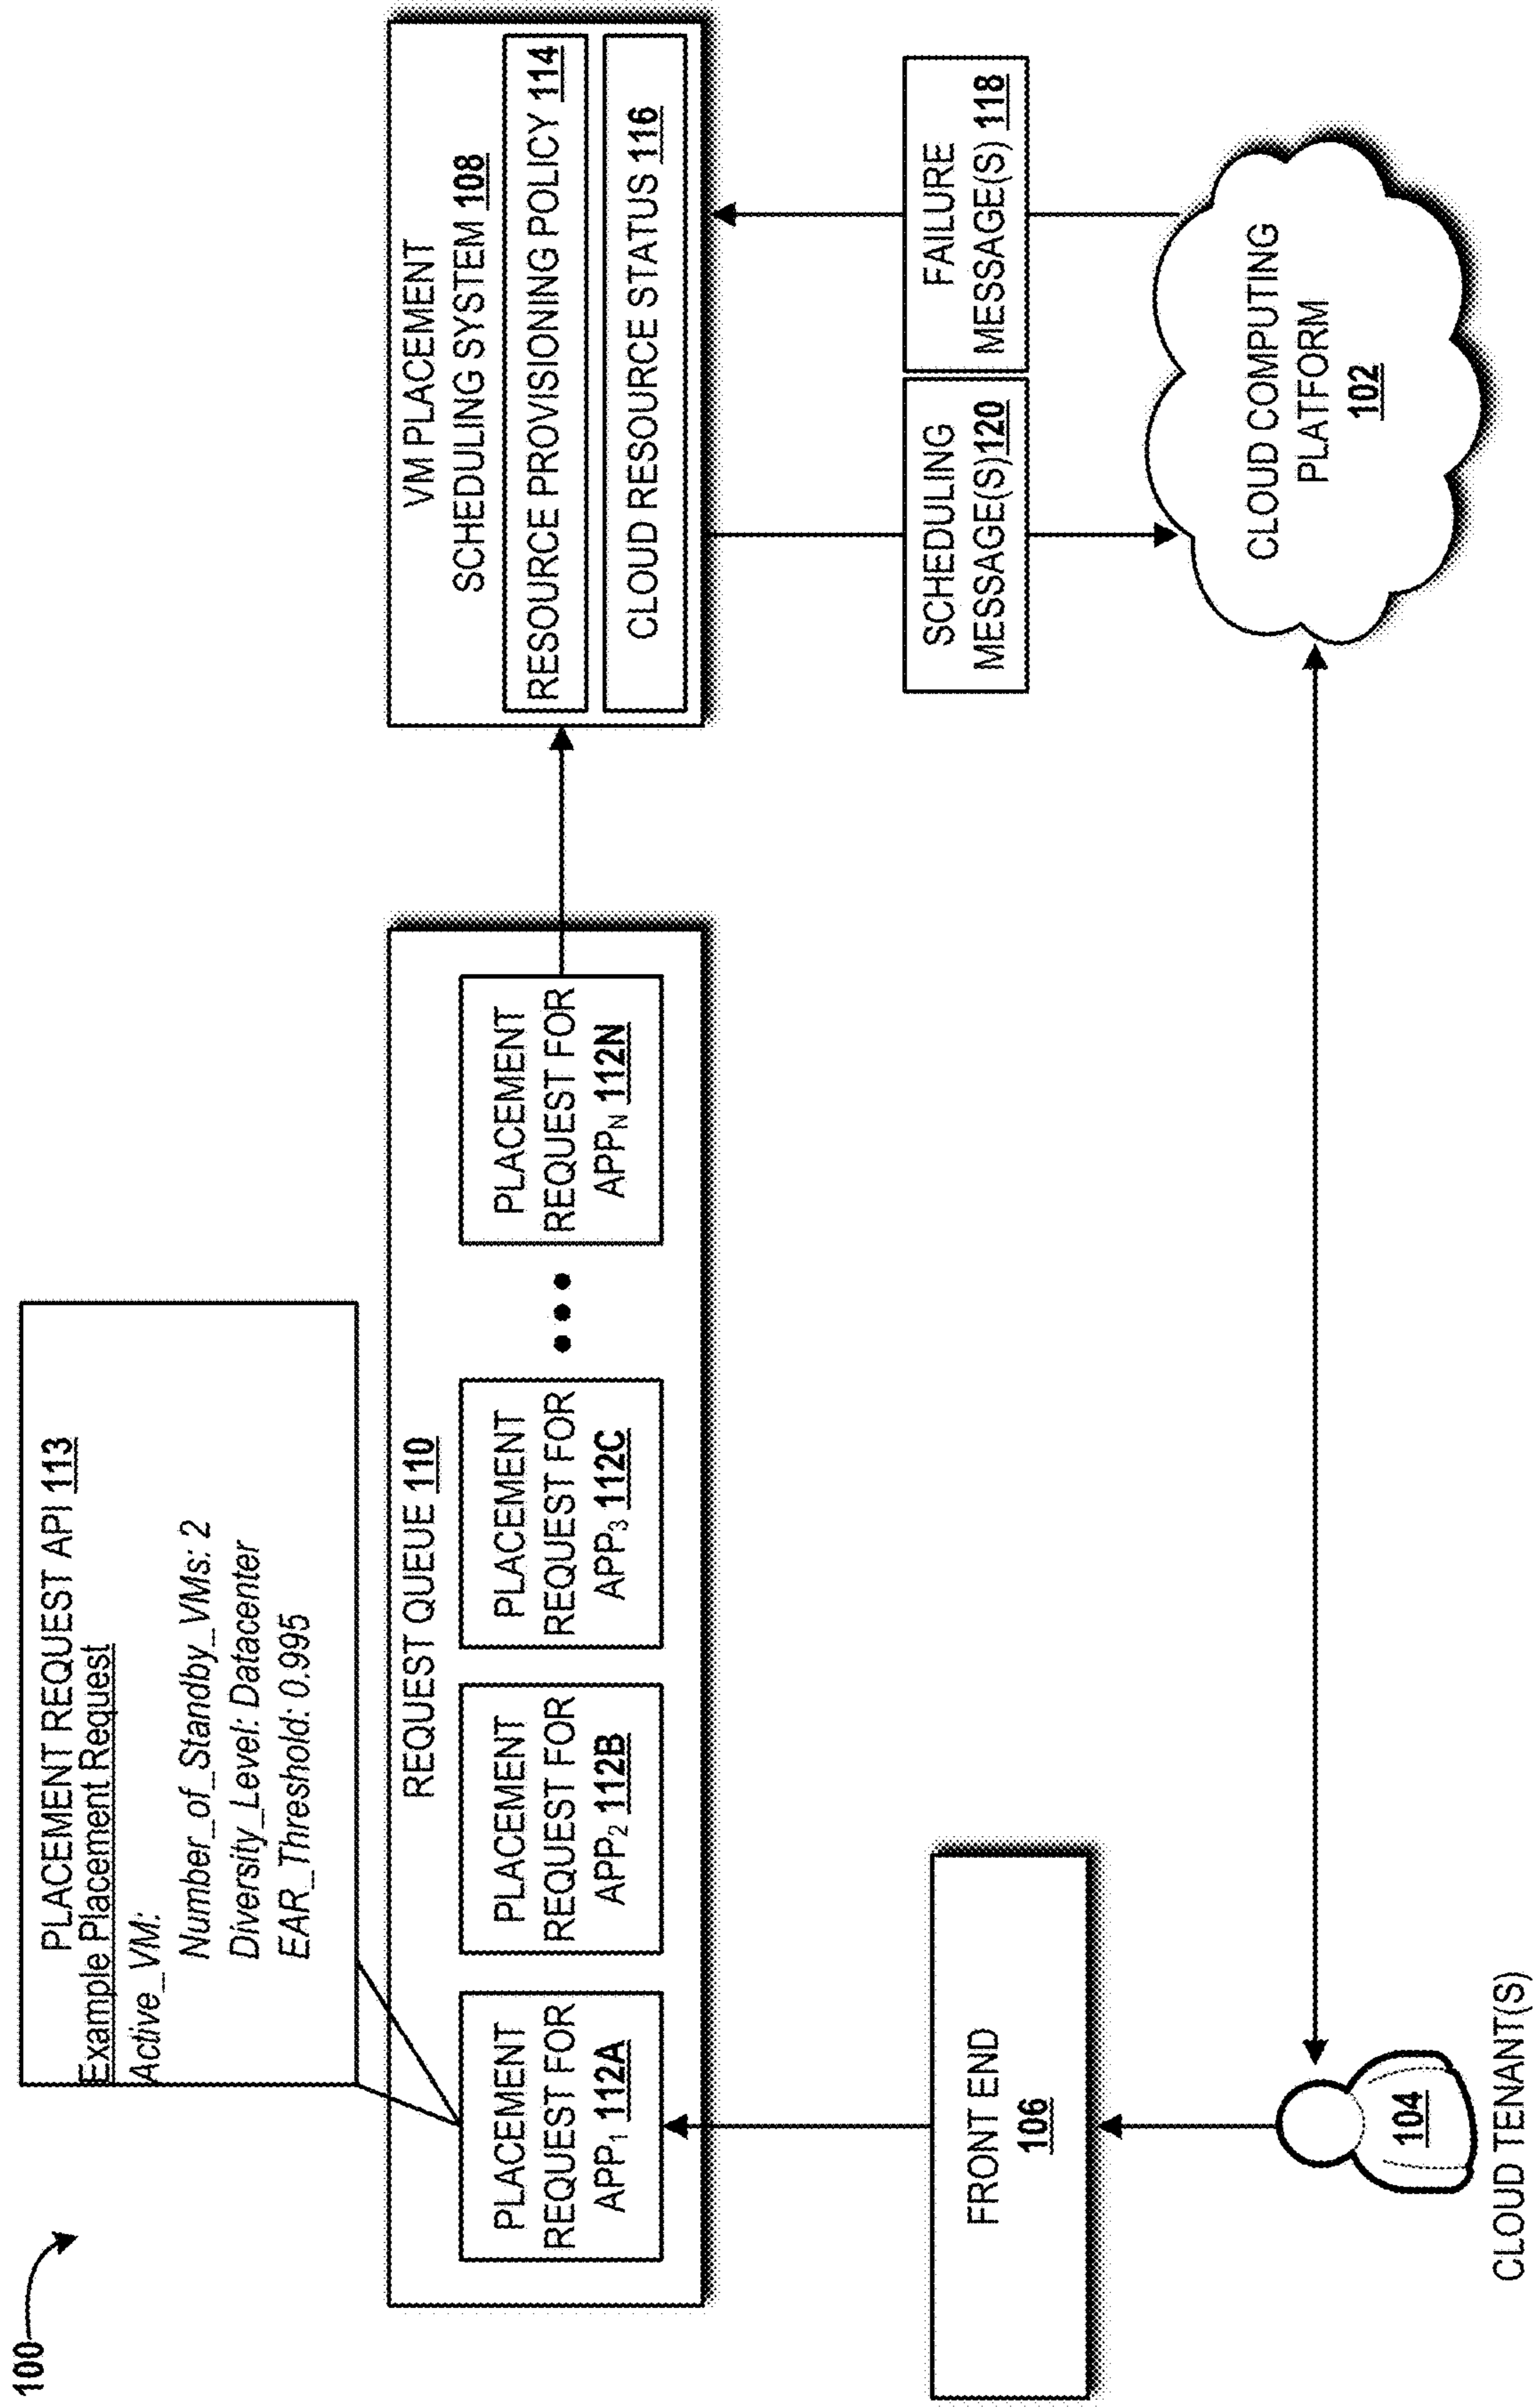 100
PLACEMENT REQUEST API 113
Example Placement Request
Active_VM:
Number_of_Standby_VMs: 2
Diversity_Level: Datacenter
EAR_Threshold: 0.995
REQUEST QUEUE 110
PLACEMENT
REQUEST FOR
APP₁ 112A
PLACEMENT
REQUEST FOR
APP₂ 112B
PLACEMENT
REQUEST FOR
APP₃ 112C
PLACEMENT
REQUEST FOR
APP_N 112N
VM PLACEMENT
SCHEDULING SYSTEM 108
RESOURCE PROVISIONING POLICY 114
CLOUD RESOURCE STATUS 116
FRONT END
106
SCHEDULING
MESSAGE(S)120
FAILURE
MESSAGE(S) 118
104
CLOUD TENANT(S)
CLOUD COMPUTING
PLATFORM
102